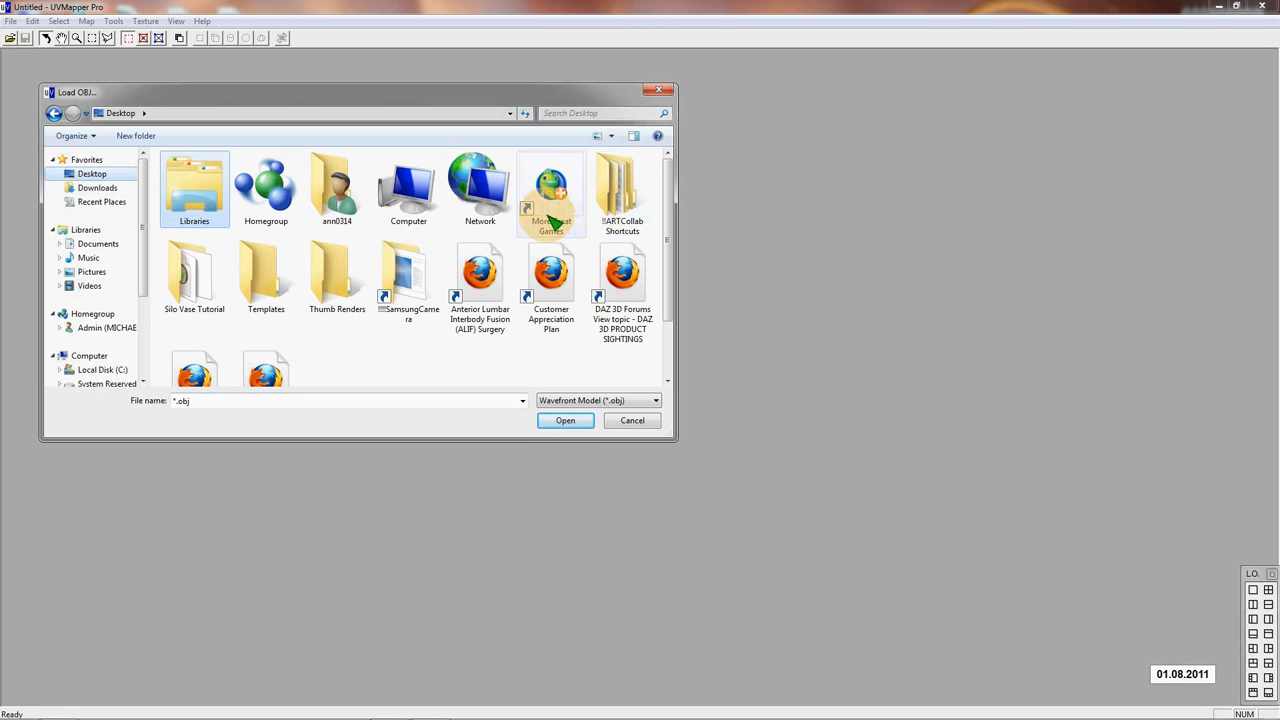 Untitled - UVMapper Pro
File Edit Select Map Tools Texture View Help
Load OBJ...
Desktop
Search Desktop
Organize
New folder
Favorites
Desktop
Downloads
Recent Places
Libraries
Documents
Music
Pictures
Videos
Homegroup
Admin (MICHAE
Computer
Local Disk (C:)
System Reserved
Libraries
Homegroup
ann0314
Computer
Network
Games
!!ARTCollab
Shortcuts
Silo Vase Tutorial
Templates
Thumb Renders
!!!!SamsungCame
ra
Anterior Lumbar
Interbody Fusion
(ALIF) Surgery
Customer
Appreciation
Plan
DAZ 3D Forums
View topic - DAZ
3D PRODUCT
SIGHTINGS
File name:
*.obj
Wavefront Model (*.obj)
Open
Cancel
L.O.
01.08.2011
Ready
NUM